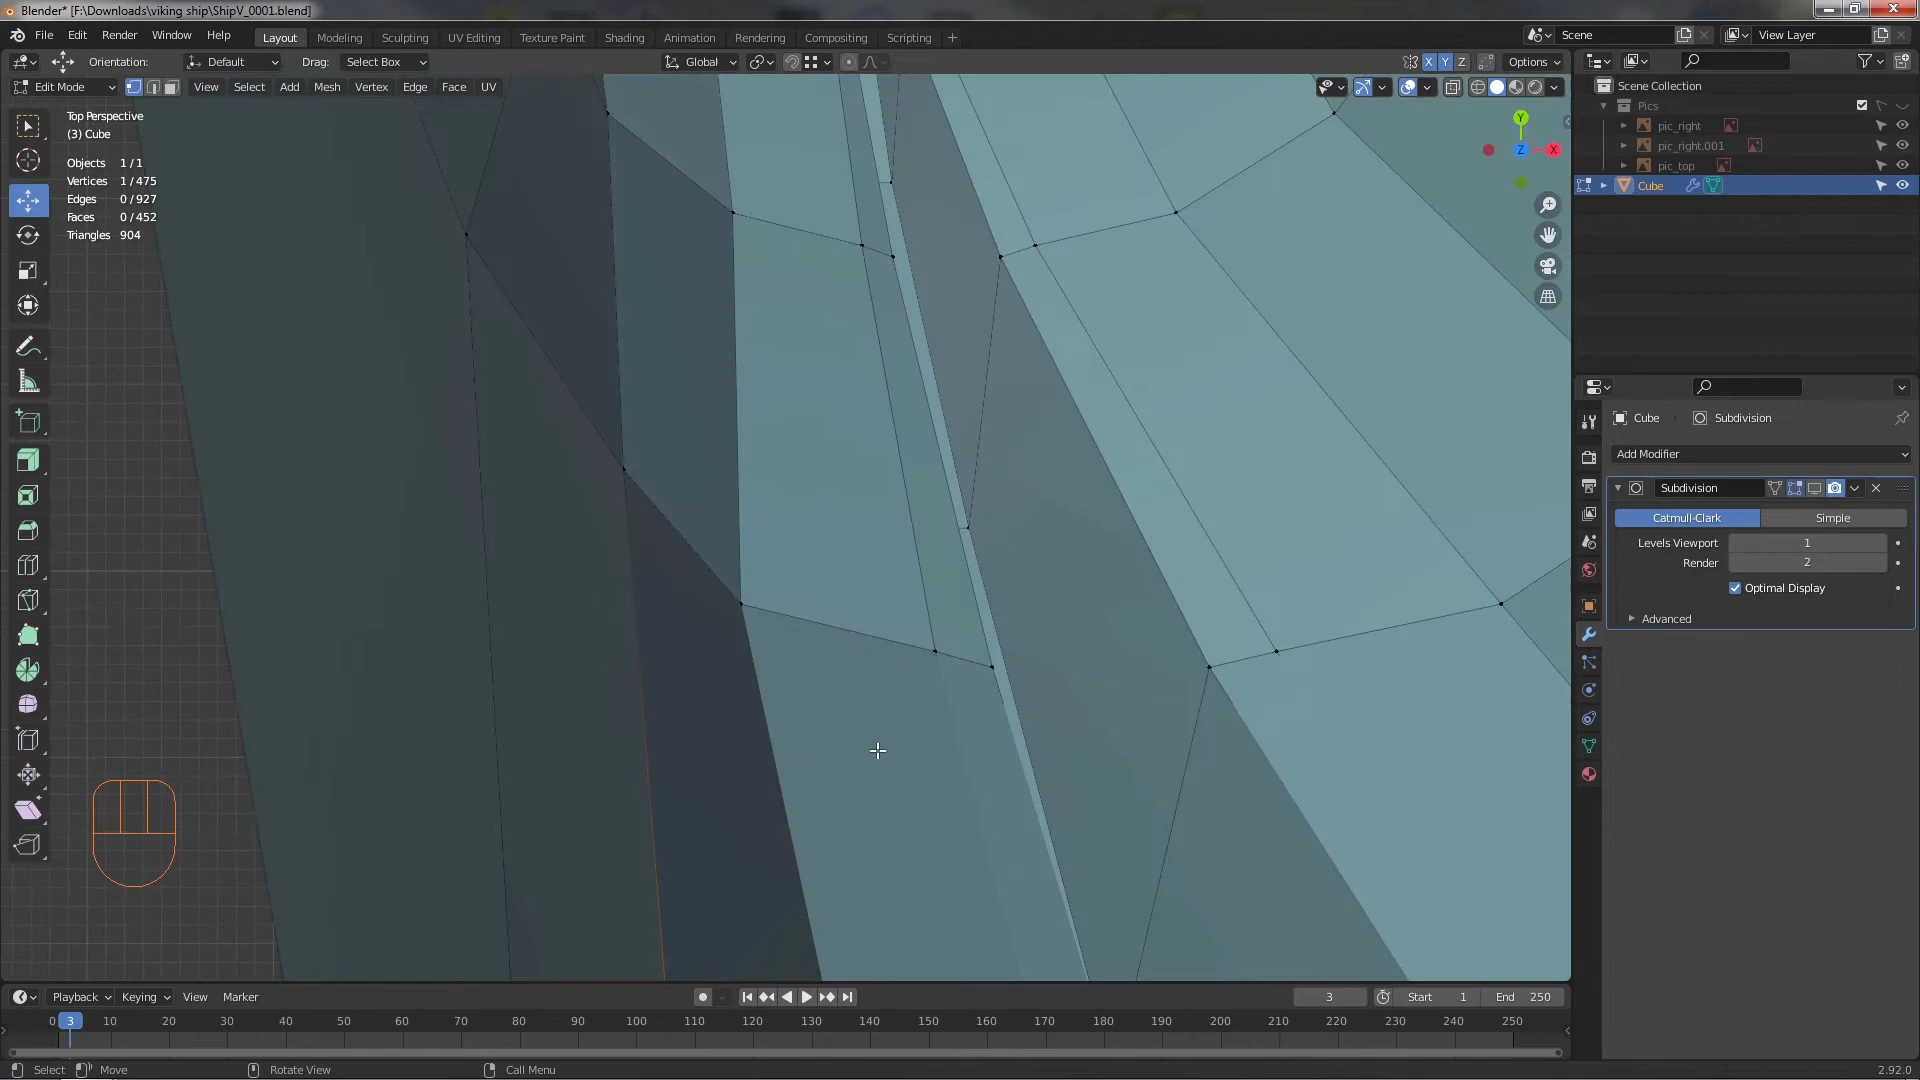 Blender* [F:\Downloads\viking ship\ShipV_0001.blend]
File Edit Render Window Help Layout Modeling Sculpting UV Editing Texture Paint Shading Animation Rendering Compositing Scripting + Scene View Layer
Orientation: Default Drag: Select Box Global X Y Z Options
Edit Mode View Select Add Mesh Vertex Edge Face UV
Top Perspective
(3) Cube
Objects 1 / 1
Vertices 1 / 475
Edges 0 / 927
Faces 0 / 452
Triangles 904
Y
Z
X
Scene Collection
Pics
pic_right
pic_right.001
pic_top
Cube
Cube Subdivision
Add Modifier
Subdivision
Catmull-Clark Simple
Levels Viewport 1
Render 2
Optimal Display
Advanced
Playback Keying View Marker 3 Start 1 End 250
0 3 10 20 30 40 50 60 70 80 90 100 110 120 130 140 150 160 170 180 190 200 210 220 230 240 250
Select Move Rotate View Call Menu 2.92.0